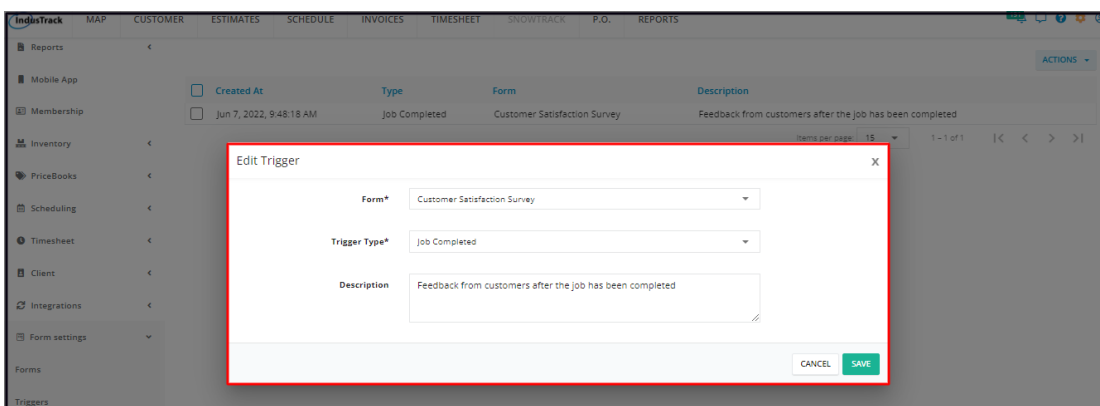 IndusTrack MAP CUSTOMER ESTIMATES SCHEDULE INVOICES TIMESHEET SNOWTRACK P.O. REPORTS
Reports
ACTIONS
Mobile App
Created At Type Form Description
Membership
Jun 7, 2022, 9:48:18 AM Job Completed Customer Satisfaction Survey Feedback from customers after the job has been completed
Inventory
Items per page: 15 1 – 1 of 1
Edit Trigger X
PriceBooks
Form* Customer Satisfaction Survey
Scheduling
Timesheet
Trigger Type* Job Completed
Client
Description Feedback from customers after the job has been completed
Integrations
Form settings
CANCEL SAVE
Forms
Triggers